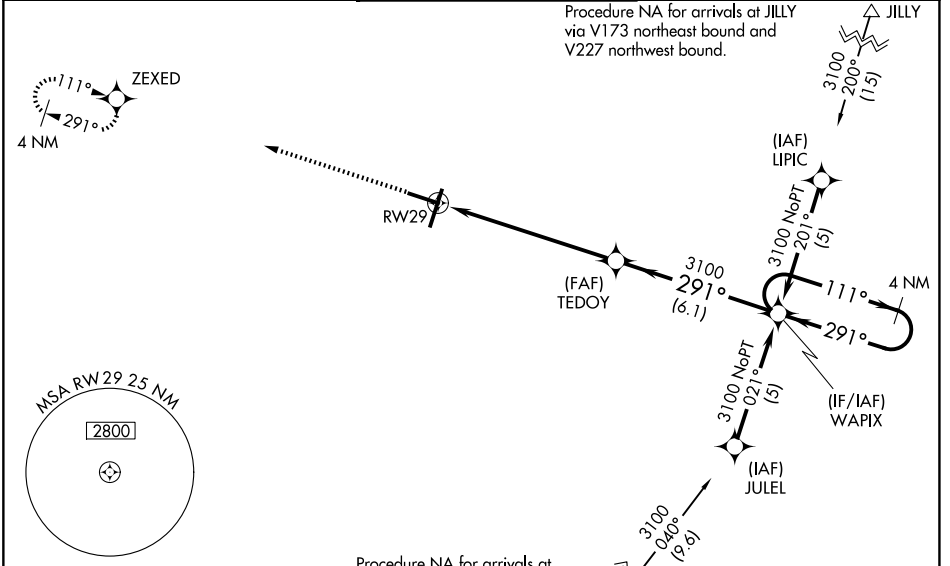 Procedure NA for arrivals at JILLY
via V173 northeast bound and
V227 northwest bound.
JILLY
3100
200°
(15)
ZEXED
111°
291°
4 NM
(IAF)
LIPIC
3100 NoPT
201°
(5)
RW29
(FAF)
TEDOY
3100
291°
(6.1)
111°
4 NM
291°
(IF/IAF)
WAPIX
3100 NoPT
021°
(5)
(IAF)
JULEL
MSA RW29 25 NM
2800
3100
040°
(9.6)
Procedure NA for arrivals at